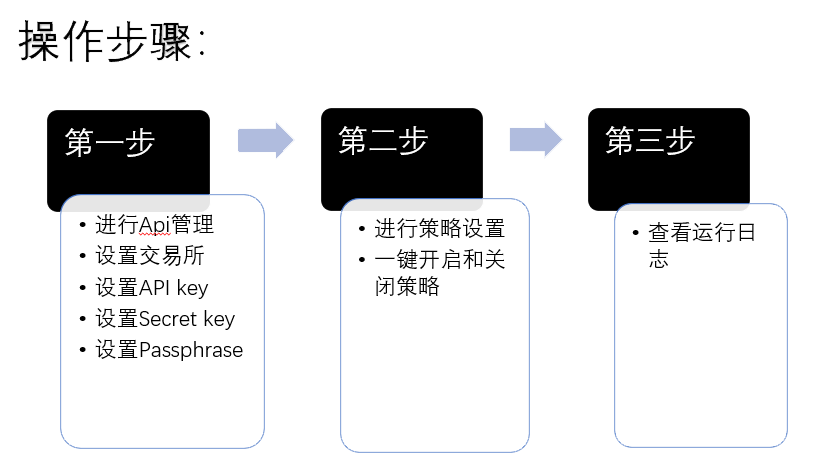 操作步骤：
第一步
• 进行Api管理
• 设置交易所
• 设置API key
• 设置Secret key
• 设置Passphrase
第二步
• 进行策略设置
• 一键开启和关
闭策略
第三步
• 查看运行日
志